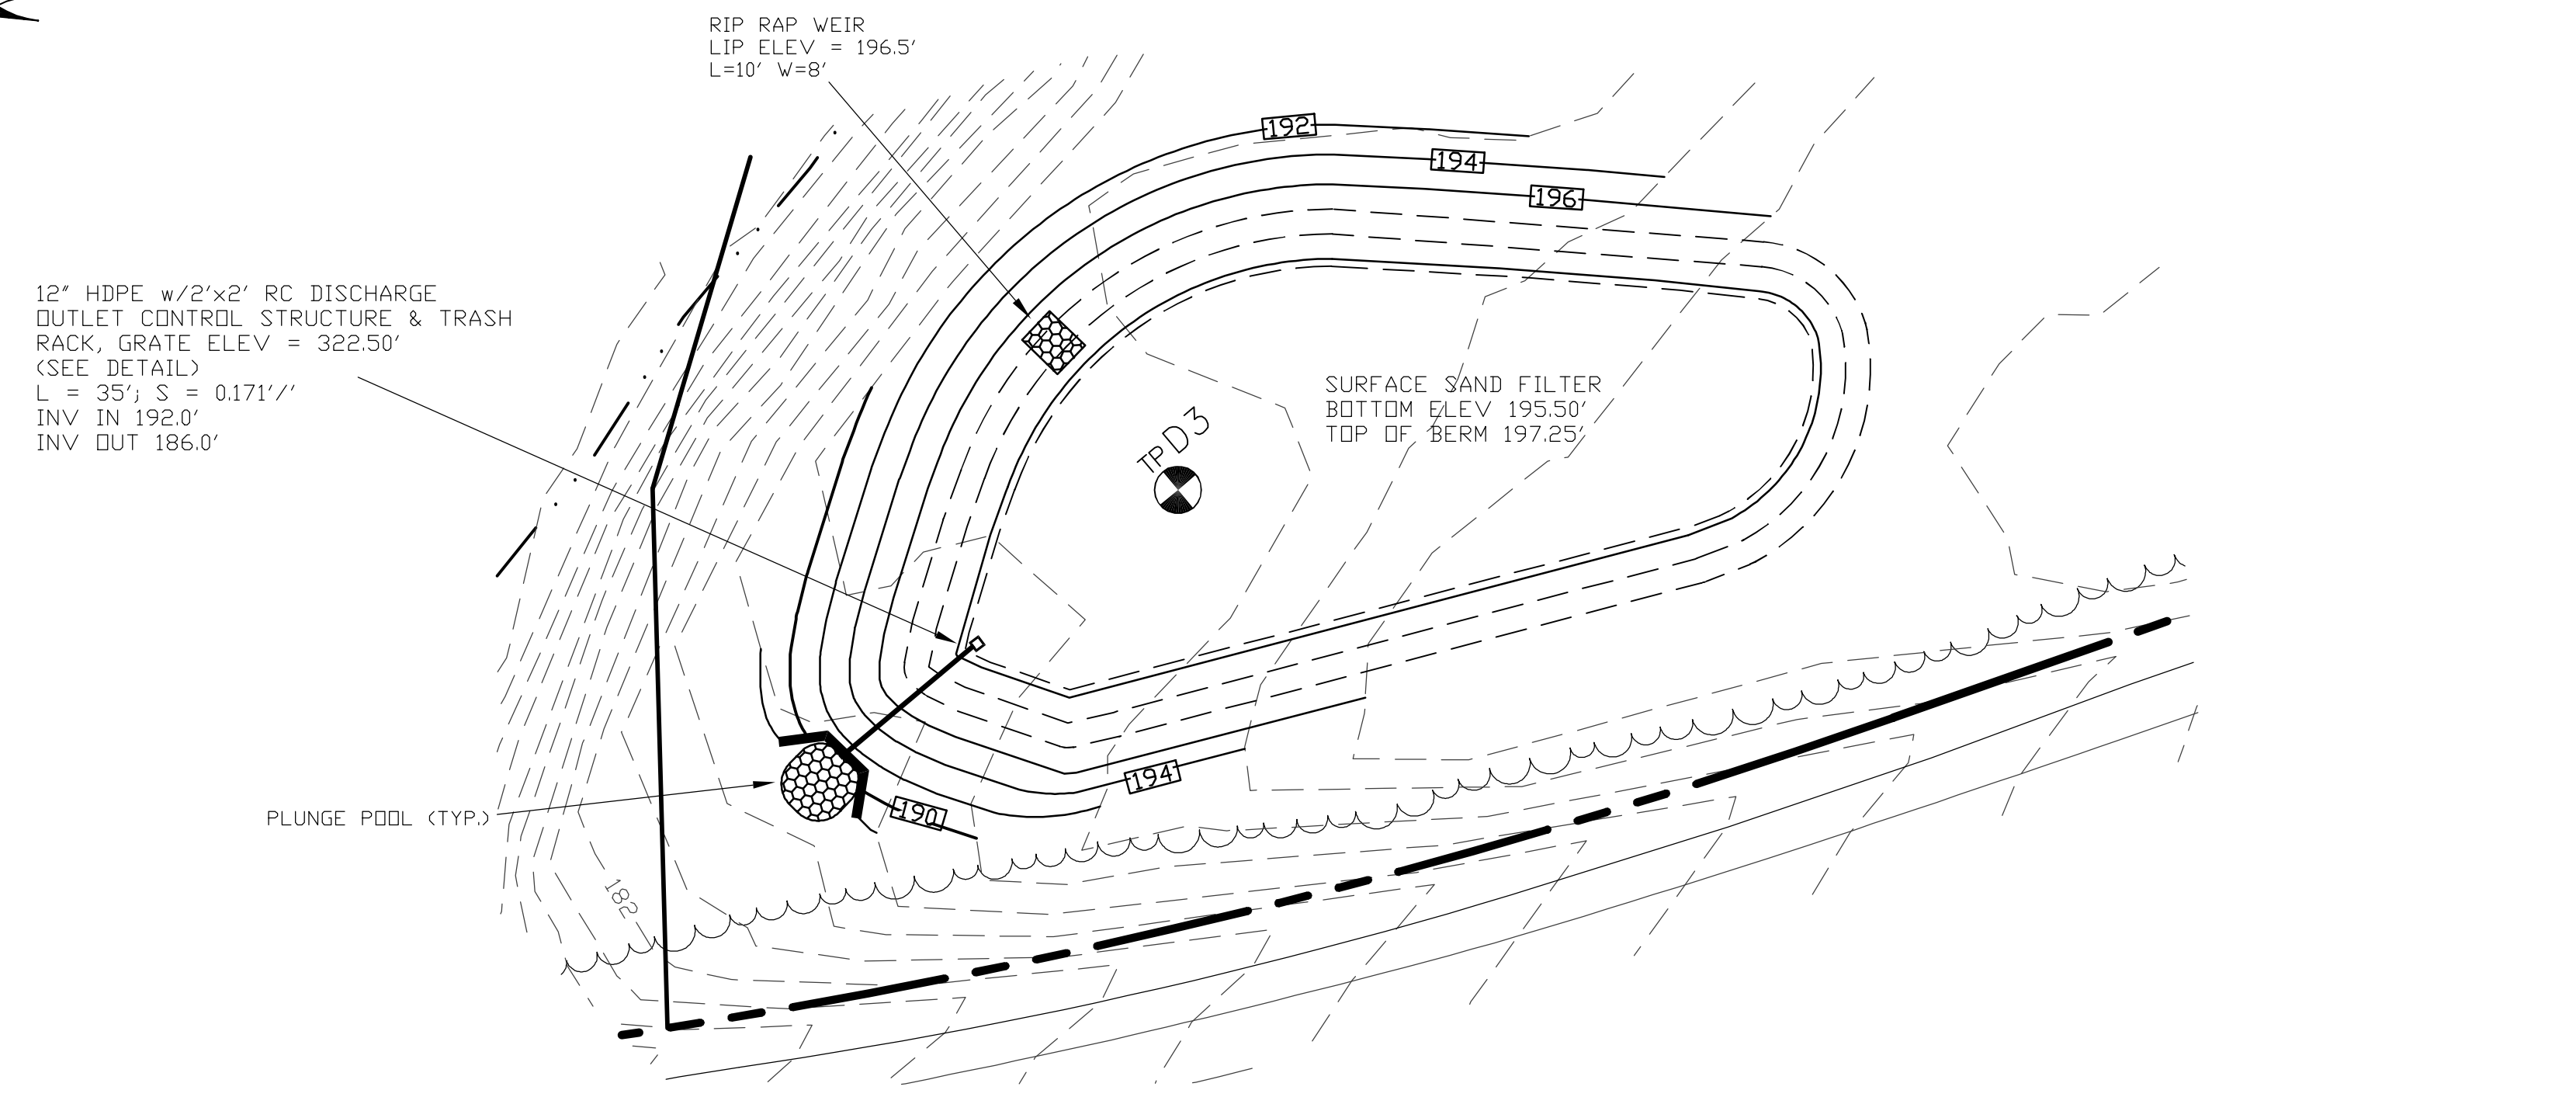 RIP RAP WEIR
LIP ELEV = 196.5'
L=10' W=8'
192
194
196
12" HDPE w/2'x2' RC DISCHARGE
OUTLET CONTROL STRUCTURE & TRASH
RACK, GRATE ELEV = 322.50'
(SEE DETAIL)
L = 35'; S = 0.171'/'
INV IN 192.0'
INV OUT 186.0'
SURFACE SAND FILTER
BOTTOM ELEV 195.50'
TOP OF BERM 197.25'
TP D3
194
190
PLUNGE POOL (TYP.)
182